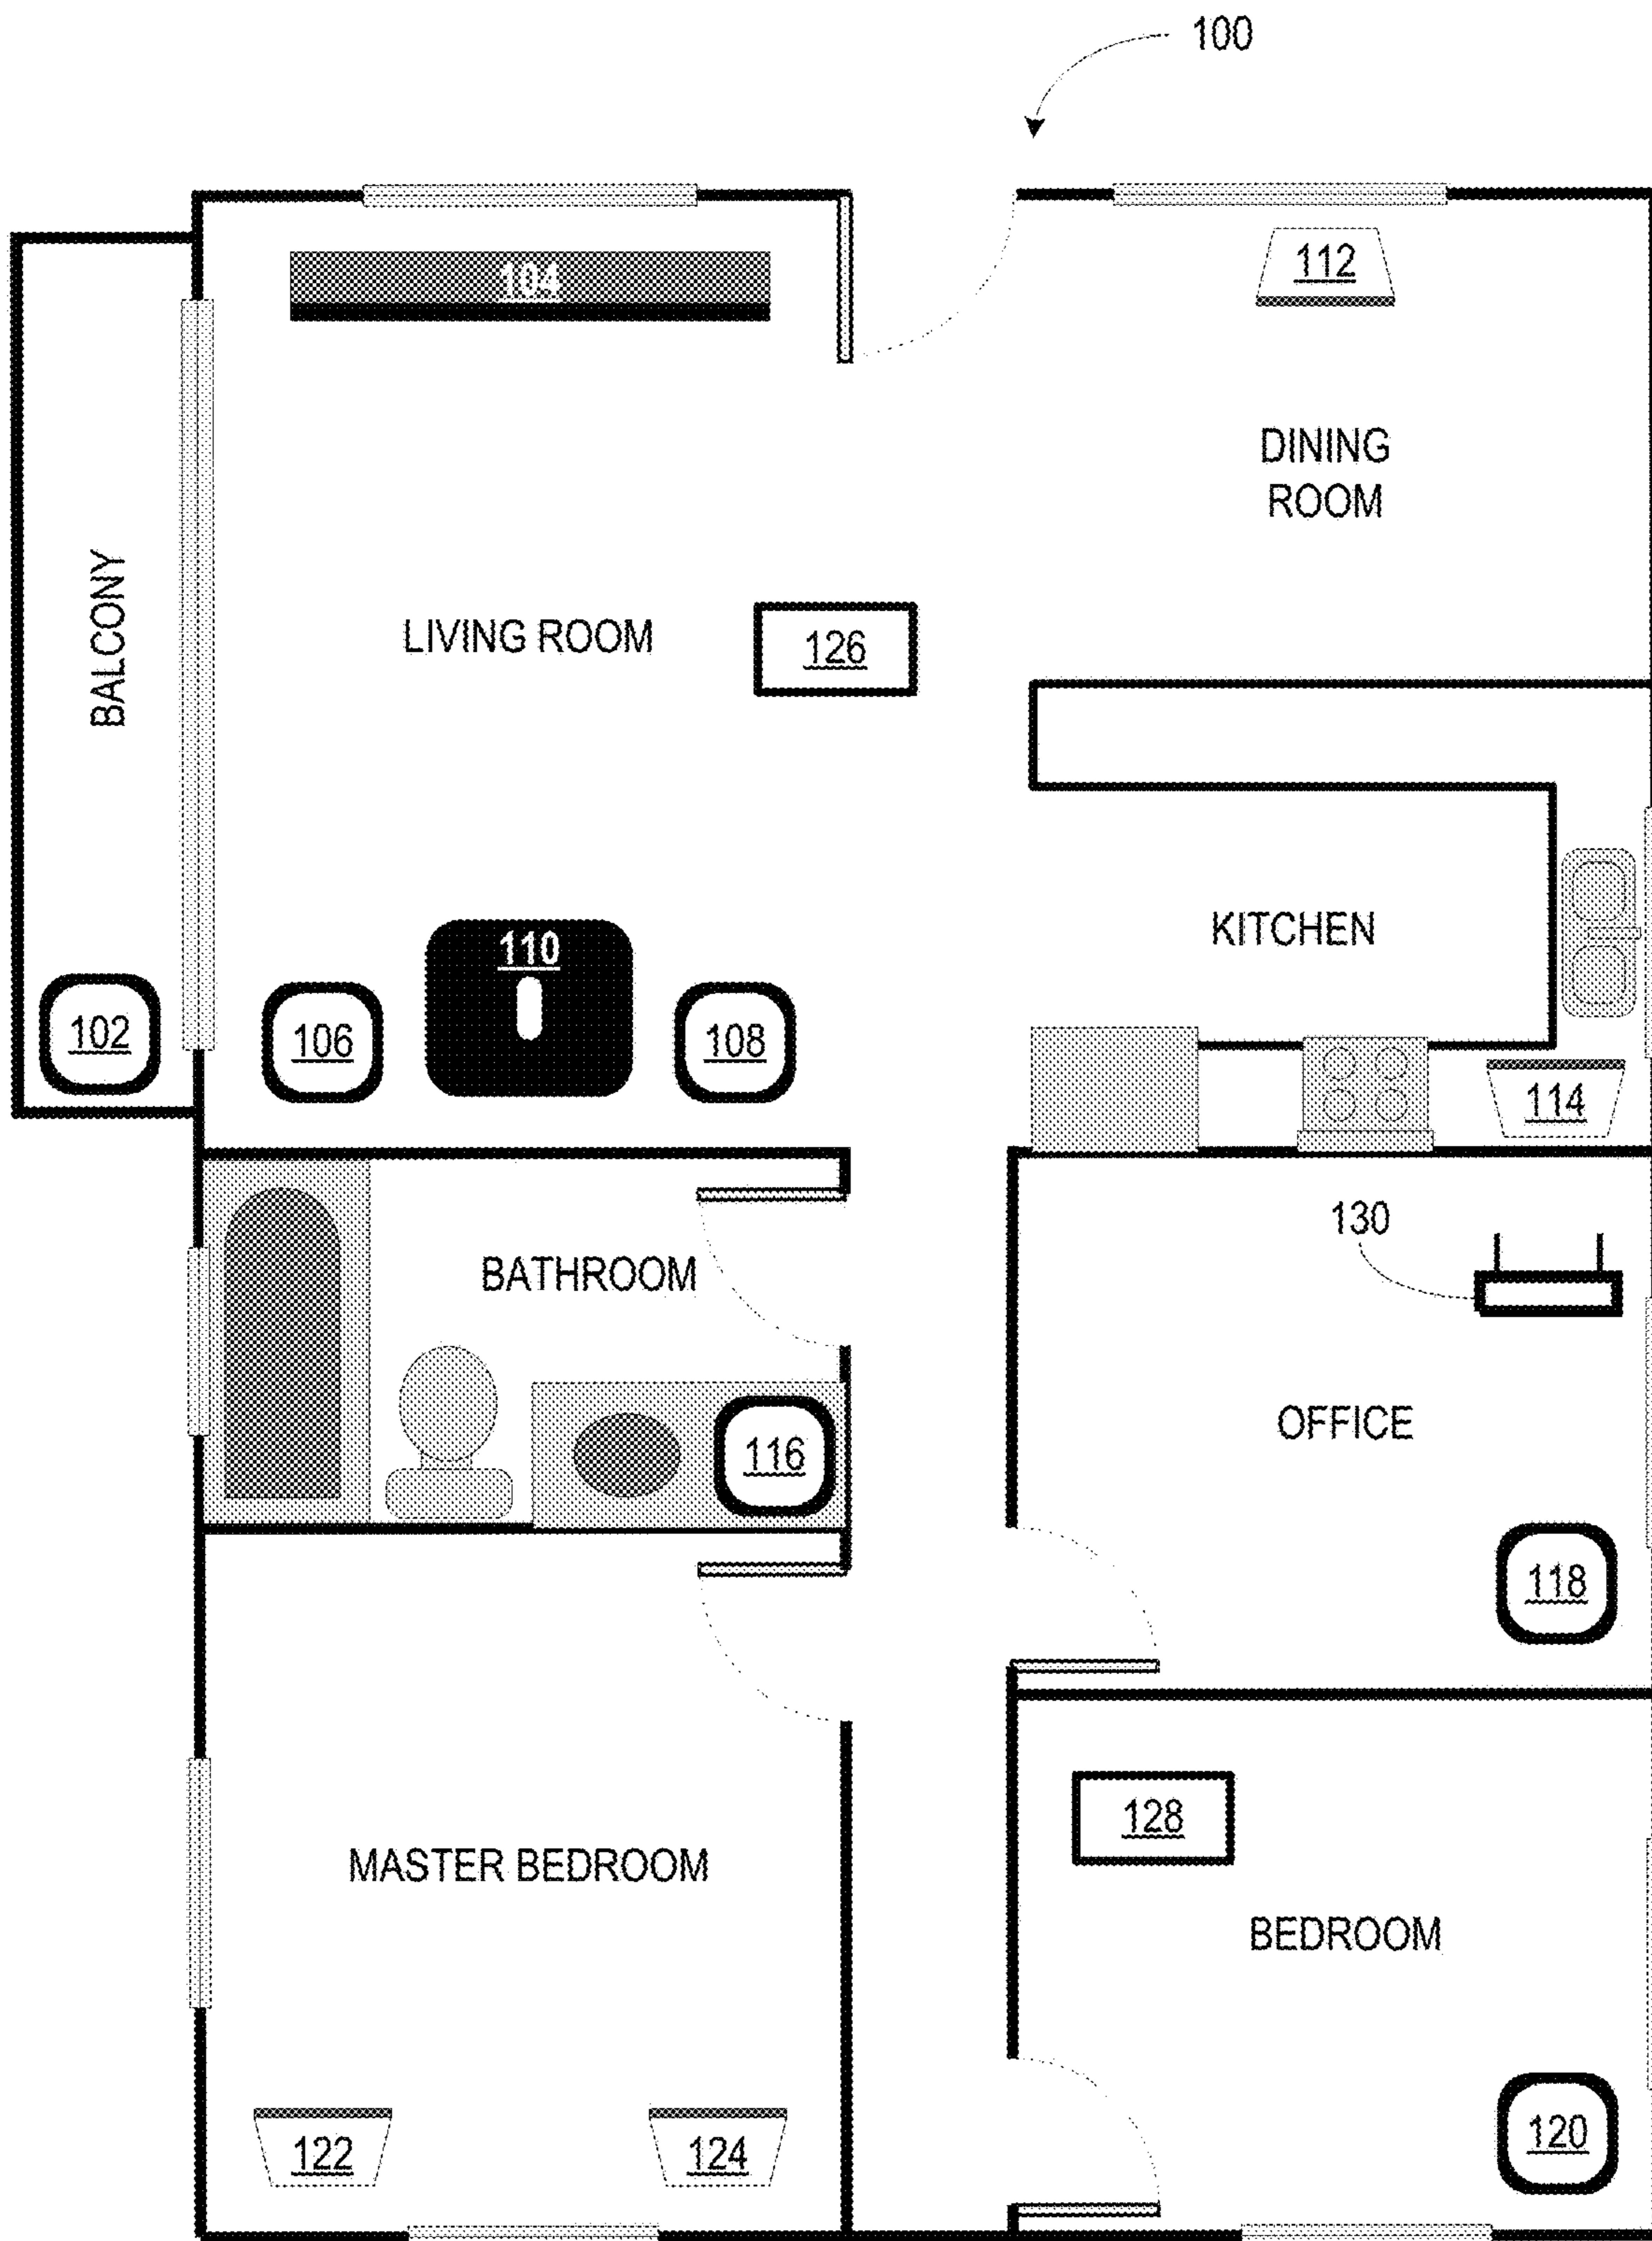 100
104
112
DINING
ROOM
BALCONY
LIVING ROOM
126
110
KITCHEN
102
106
108
114
130
BATHROOM
OFFICE
116
118
128
MASTER BEDROOM
BEDROOM
122
124
120